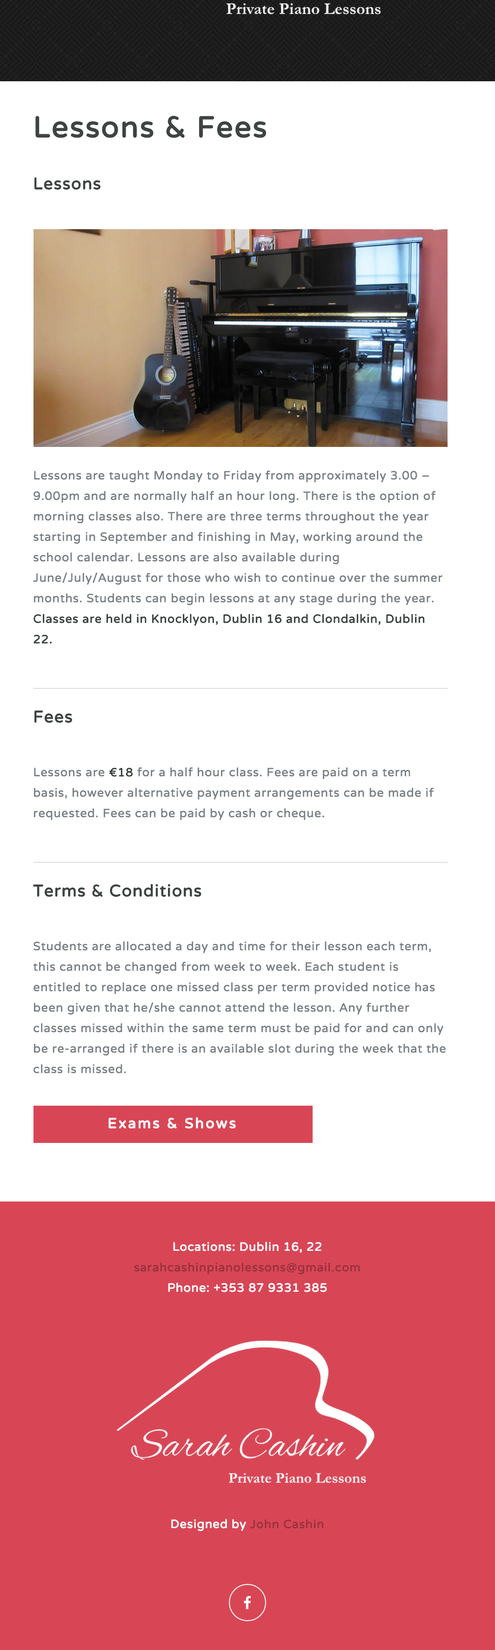 Private Piano Lessons
Lessons & Fees
Lessons
Lessons are taught Monday to Friday from approximately 3.00 –
9.00pm and are normally half an hour long. There is the option of
morning classes also. There are three terms throughout the year
starting in September and finishing in May, working around the
school calendar. Lessons are also available during
June/July/August for those who wish to continue over the summer
months. Students can begin lessons at any stage during the year.
Classes are held in Knocklyon, Dublin 16 and Clondalkin, Dublin
22.
Fees
Lessons are €18 for a half hour class. Fees are paid on a term
basis, however alternative payment arrangements can be made if
requested. Fees can be paid by cash or cheque.
Terms & Conditions
Students are allocated a day and time for their lesson each term,
this cannot be changed from week to week. Each student is
entitled to replace one missed class per term provided notice has
been given that he/she cannot attend the lesson. Any further
classes missed within the same term must be paid for and can only
be re-arranged if there is an available slot during the week that the
class is missed.
Exams & Shows
Locations: Dublin 16, 22
sarahcashinpianolessons@gmail.com
Phone: +353 87 9331 385
Sarah Cashin
Private Piano Lessons
Designed by John Cashin